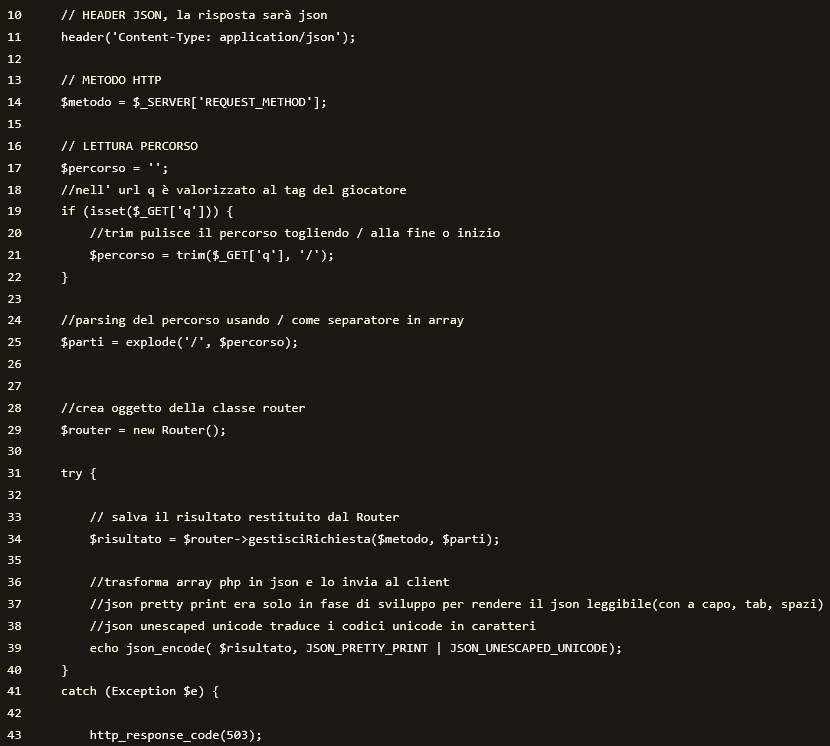 10 // HEADER JSON, la risposta sarà json
11 header('Content-Type: application/json');
12
13 // METODO HTTP
14 $metodo = $_SERVER['REQUEST_METHOD'];
15
16 // LETTURA PERCORSO
17 $percorso = '';
18 //nell' url q è valorizzato al tag del giocatore
19 if (isset($_GET['q'])) {
20 //trim pulisce il percorso togliendo / alla fine o inizio
21 $percorso = trim($_GET['q'], '/');
22 }
23
24 //parsing del percorso usando / come separatore in array
25 $parti = explode('/', $percorso);
26
27
28 //crea oggetto della classe router
29 $router = new Router();
30
31 try {
32
33 // salva il risultato restituito dal Router
34 $risultato = $router->gestisciRichiesta($metodo, $parti);
35
36 //trasforma array php in json e lo invia al client
37 //json pretty print era solo in fase di sviluppo per rendere il json leggibile(con a capo, tab, spazi)
38 //json unescaped unicode traduce i codici unicode in caratteri
39 echo json_encode( $risultato, JSON_PRETTY_PRINT | JSON_UNESCAPED_UNICODE);
40 }
41 catch (Exception $e) {
42
43 http_response_code(503);